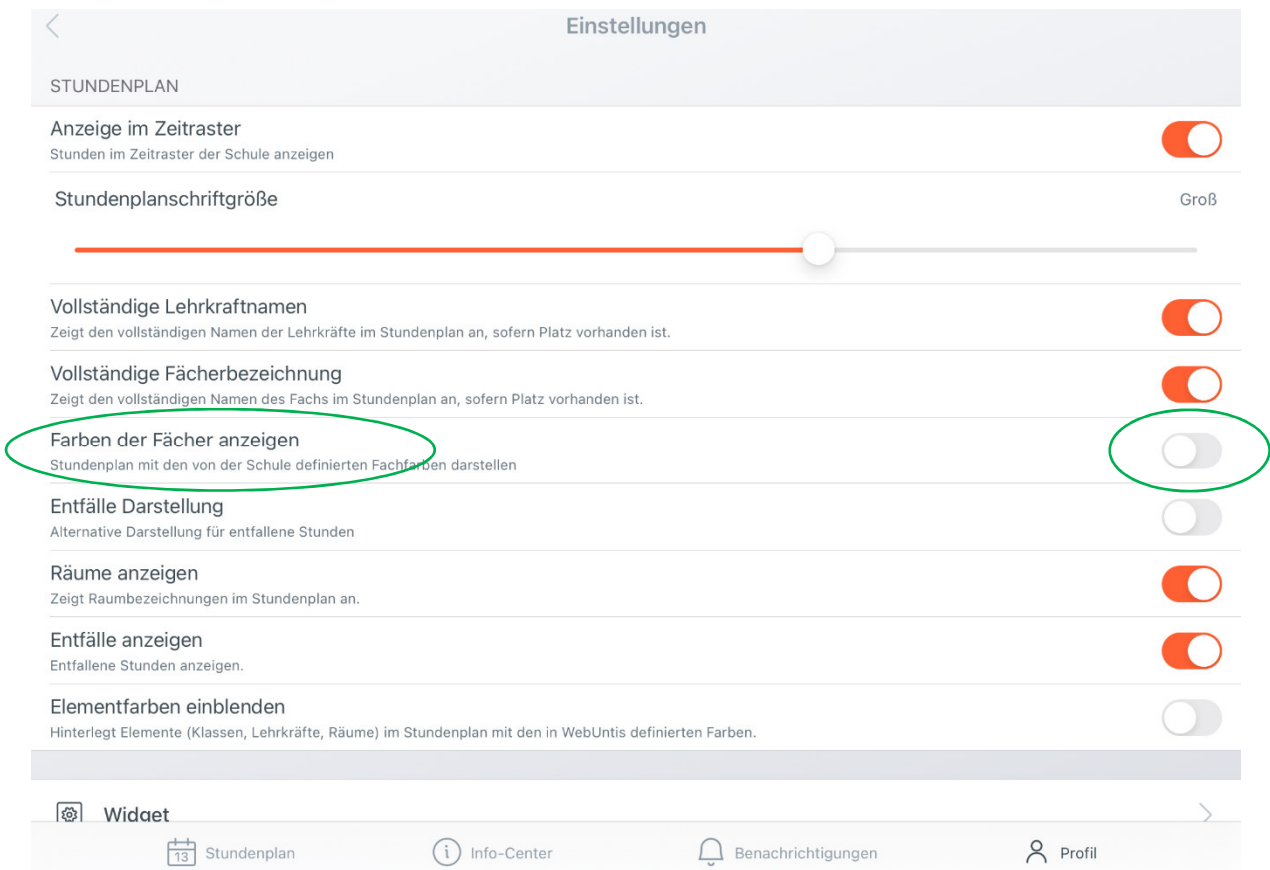 Einstellungen
STUNDENPLAN
Anzeige im Zeitraster
Stunden im Zeitraster der Schule anzeigen
Stundenplanschriftgröße
Groß
Vollständige Lehrkraftnamen
Zeigt den vollständigen Namen der Lehrkräfte im Stundenplan an, sofern Platz vorhanden ist.
Vollständige Fächerbezeichnung
Zeigt den vollständigen Namen des Fachs im Stundenplan an, sofern Platz vorhanden ist.
Farben der Fächer anzeigen
Stundenplan mit den von der Schule definierten Fachfarben darstellen
Entfälle Darstellung
Alternative Darstellung für entfallene Stunden
Räume anzeigen
Zeigt Raumbezeichnungen im Stundenplan an.
Entfälle anzeigen
Entfallene Stunden anzeigen.
Elementfarben einblenden
Hinterlegt Elemente (Klassen, Lehrkräfte, Räume) im Stundenplan mit den in WebUntis definierten Farben.
Widget
13 Stundenplan
i Info-Center
Benachrichtigungen
Profil